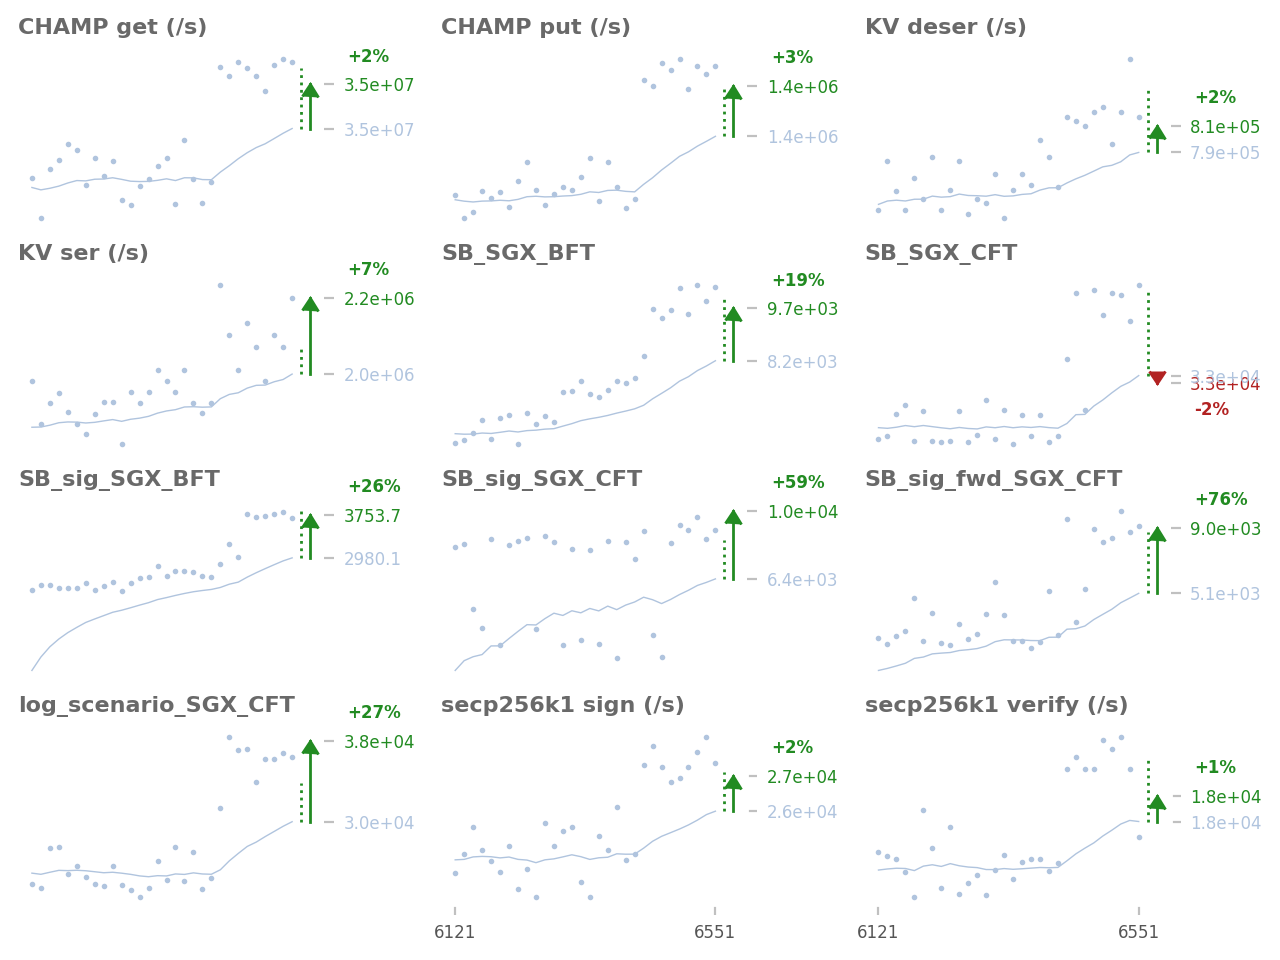 CHAMP get (/s)
+2%
3.5e+07
3.5e+07
CHAMP put (/s)
+3%
1.4e+06
1.4e+06
KV deser (/s)
+2%
8.1e+05
7.9e+05
KV ser (/s)
+7%
2.2e+06
2.0e+06
SB_SGX_BFT
+19%
9.7e+03
8.2e+03
SB_SGX_CFT
3.3e+04
3.3e+04
-2%
SB_sig_SGX_BFT
+26%
3753.7
2980.1
SB_sig_SGX_CFT
+59%
1.0e+04
6.4e+03
SB_sig_fwd_SGX_CFT
+76%
9.0e+03
5.1e+03
log_scenario_SGX_CFT
+27%
3.8e+04
3.0e+04
secp256k1 sign (/s)
+2%
2.7e+04
2.6e+04
6121
6551
secp256k1 verify (/s)
+1%
1.8e+04
1.8e+04
6121
6551